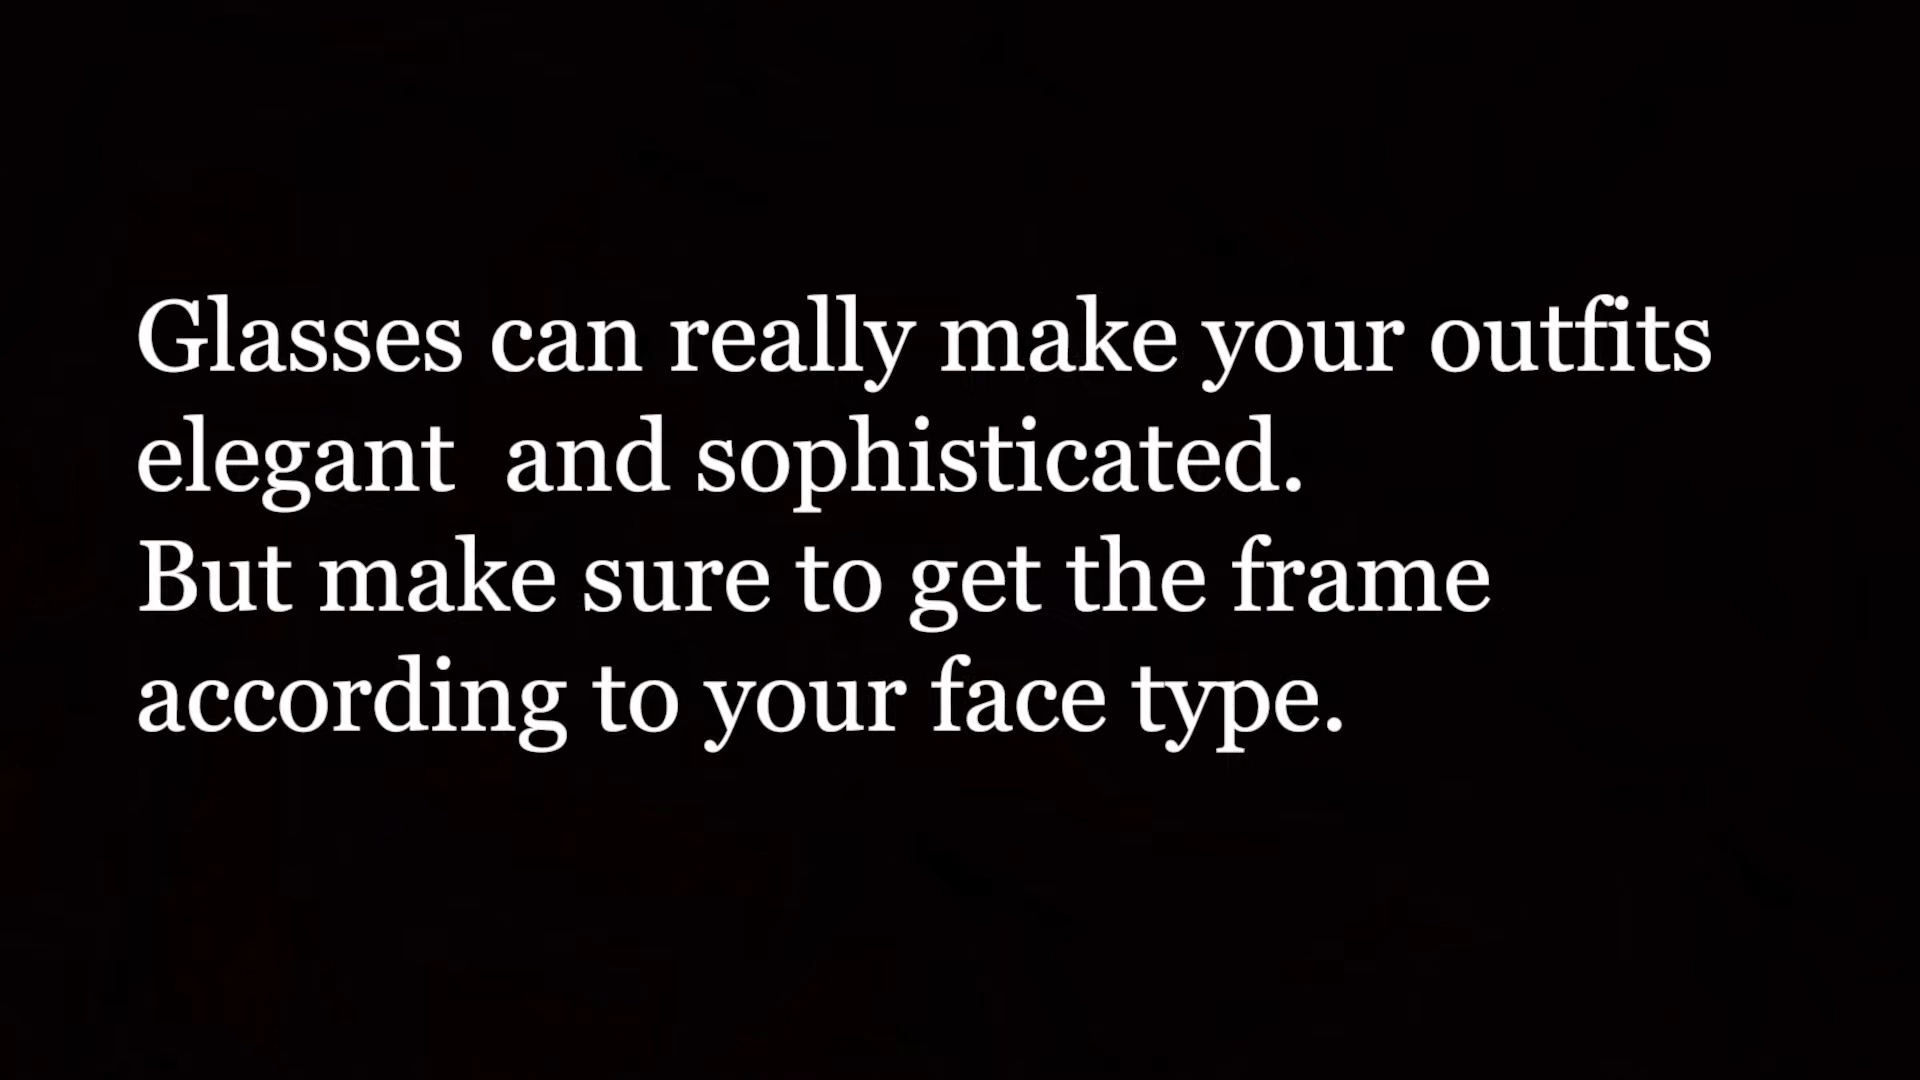 Glasses can really make your outfits
elegant  and sophisticated.
But make sure to get the frame
according to your face type.